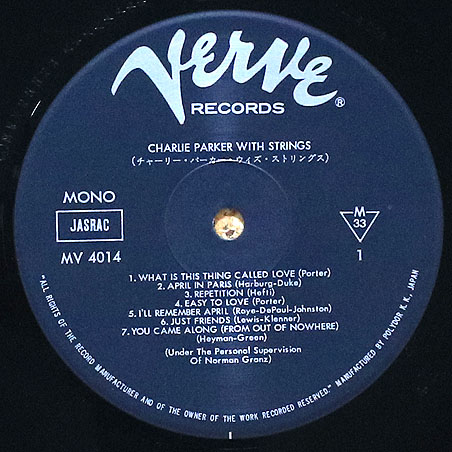 Verve
RECORDS ®
CHARLIE PARKER WITH STRINGS
(チャーリー・パーカー・ウィズ・ストリングス)
MONO
JASRAC
MV 4014
M
33
1
1. WHAT IS THIS THING CALLED LOVE (Porter)
2. APRIL IN PARIS (Harburg-Duke)
3. REPETITION (Hefti)
4. EASY TO LOVE (Porter)
5. I'LL REMEMBER APRIL (Raye-DePaul-Johnston)
6. JUST FRIENDS (Lewis-Klenner)
7. YOU CAME ALONG (FROM OUT OF NOWHERE)
(Heyman-Green)
(Under The Personal Supervision
Of Norman Granz)
"ALL RIGHTS OF THE RECORD MANUFACTURER AND OF THE OWNER OF THE WORK RECORDED RESERVED." MANUFACTURED BY POLYDOR K. K., JAPAN